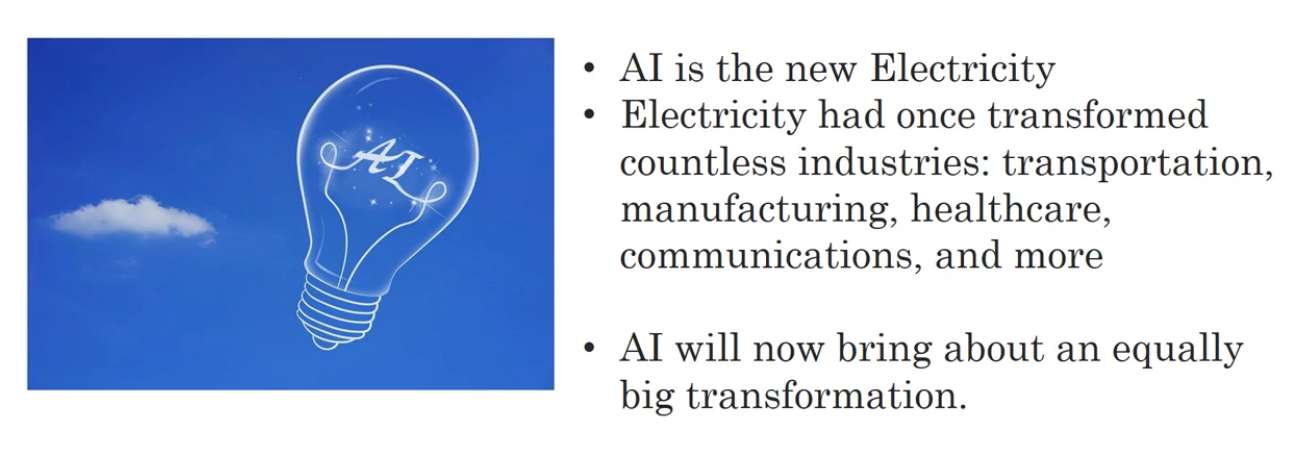 AI
• AI is the new Electricity
• Electricity had once transformed
countless industries: transportation,
manufacturing, healthcare,
communications, and more
• AI will now bring about an equally
big transformation.